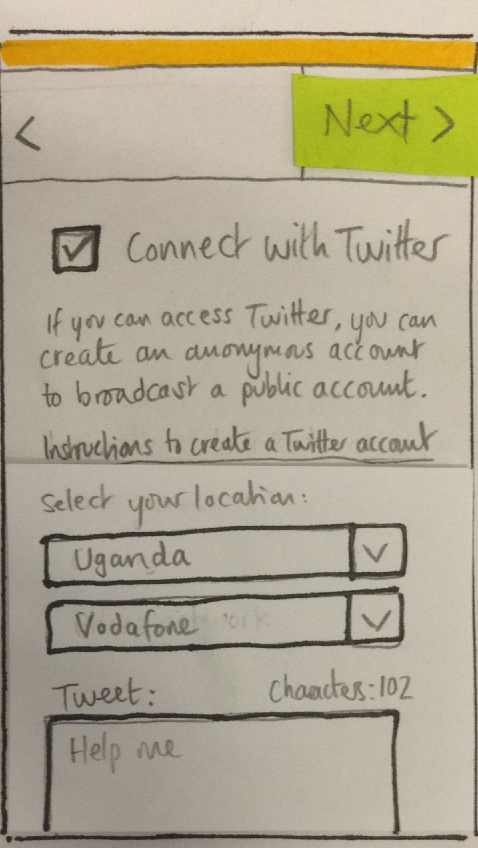 <
Next >
Connect with Twitter
If you can access Twitter, you can
create an anonymous account
to broadcast a public account.
Instructions to create a Twitter account
Select your location:
Uganda
Vodafone
Tweet: Characters:102
Help me